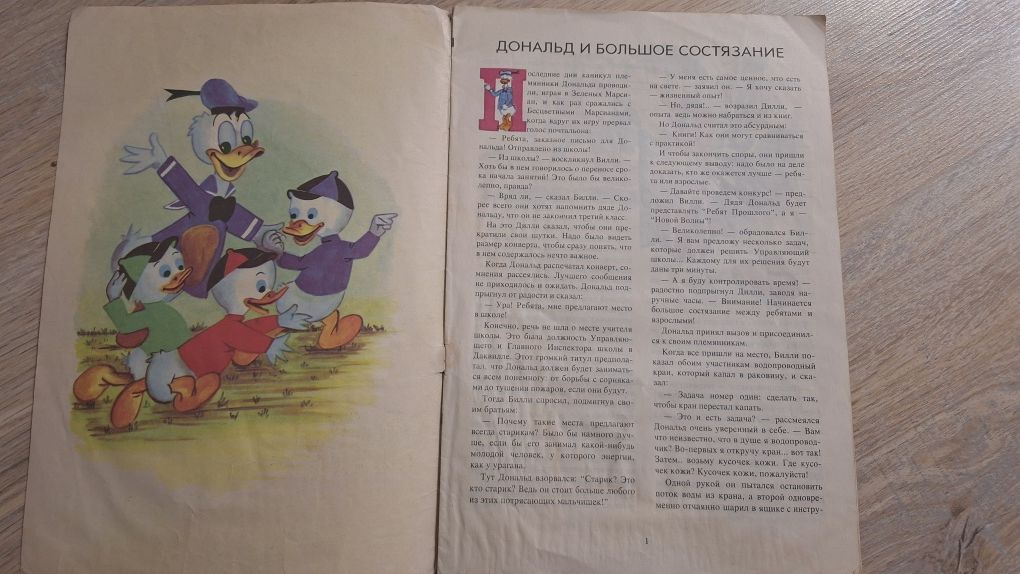 ДОНАЛЬД И БОЛЬШОЕ СОСТЯЗАНИЕ
Последние дни каникул пле-
мянники Дональда проводи-
ли, играя в Зеленых Марси-
ан, и как раз сражались с
Бесцветными Марсианами,
когда вдруг их игру прервал
голос почтальона:
— Ребята, заказное письмо для До-
нальда! Отправлено из школы!
— Из школы? — воскликнул Вилли. —
Хоть бы в нем говорилось о переносе сро-
ка начала занятий! Это было бы велико-
лепно, правда?
— Вряд ли, — сказал Билли. — Ско-
рее всего они хотят напомнить дяде До-
нальду, что он не закончил третий класс.
На это Дилли сказал, чтобы они пре-
кратили свои шутки. Надо было видеть
размер конверта, чтобы сразу понять, что
в нем содержалось нечто важное.
Когда Дональд распечатал конверт, со-
мнения рассеялись. Лучшего сообщения
не приходилось и ожидать. Дональд под-
прыгнул от радости и сказал:
— Ура! Ребята, мне предлагают место
в школе!
Конечно, речь не шла о месте учителя
школы. Это была должность Управляю-
щего и Главного Инспектора школы в
Даквилде. Этот громкий титул предпола-
гал, что Дональд должен будет занимать-
ся всем понемногу: от борьбы с сорняка-
ми до тушения пожаров, если они будут.
Тогда Билли спросил, подмигнув сво-
им братьям:
— Почему такие места предлагают
всегда старикам? Было бы намного луч-
ше, если бы его занимал какой-нибудь
молодой человек, у которого энергии,
как у урагана.
Тут Дональд взорвался: “Старик? Это
кто старик? Ведь он стоит больше любого
из этих потрясающих мальчишек!”
— У меня есть самое ценное, что есть
на свете. — заявил он. — Я хочу сказать
— жизненный опыт!
— Но, дядя!.. — возразил Дилли, —
опыта ведь можно набраться и из книг.
Но Дональд считал это абсурдным:
— Книги! Как они могут сравниваться
с практикой!
И чтобы закончить споры, они пришли
к следующему выводу: надо было на деле
доказать, кто же окажется лучше — ребя-
та или взрослые.
— Давайте проведем конкурс! — пред-
ложил Вилли. — Дядя Дональд будет
представлять “Ребят Прошлого”, а я —
“Новой Волны”!
— Великолепно! — обрадовался Бил-
ли. — Я вам предложу несколько задач,
которые должен решить Управляющий
школы... Каждому для их решения будут
даны три минуты.
— А я буду контролировать время! —
радостно подпрыгнул Дилли, заводя на-
ручные часы. — Внимание! Начинается
большое состязание между ребятами и
взрослыми!
Дональд принял вызов и присоединил-
ся к своим племянникам.
Когда все пришли на место, Билли по-
казал обоим участникам водопроводный
кран, который капал в раковину, и ска-
зал:
— Задача номер один: сделать так,
чтобы кран перестал капать.
— Это и есть задача? — рассмеялся
Дональд очень уверенный в себе. — Вам
что неизвестно, что в душе я водопровод-
чик? Во-первых я откручу кран... вот так!
Затем.. возьму кусочек кожи. Где кусо-
чек кожи? Кусочек кожи, пожалуйста!
Одной рукой он пытался остановить
поток воды из крана, а второй одновре-
менно отчаянно шарил в ящике с инстру-
1